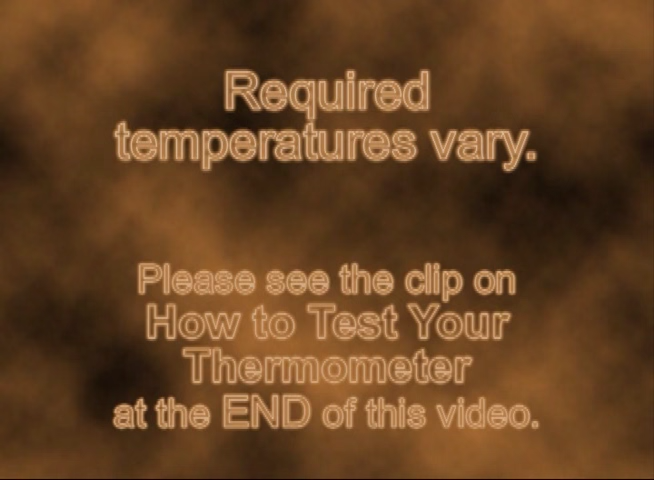 Required
temperatures vary.
Please see the clip on
How to Test Your
Thermometer
at the END of this video.